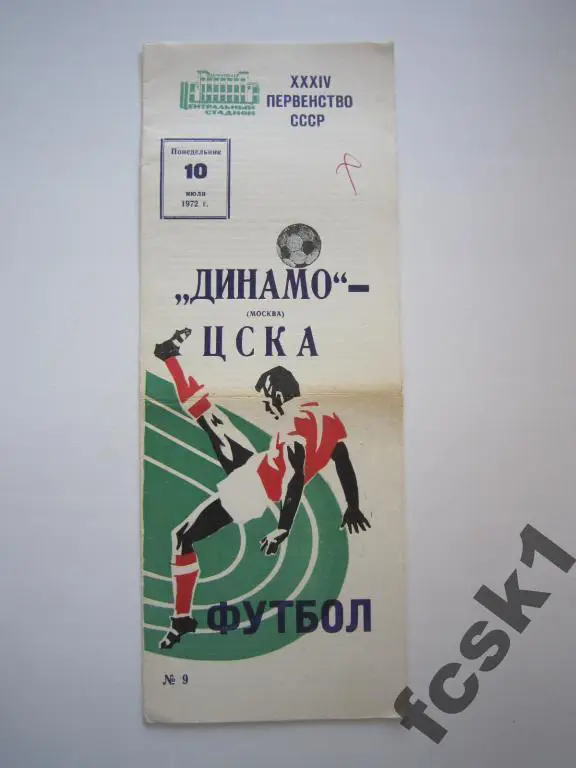 ЦЕНТРАЛЬНЫЙ
СТАДИОН
XXXIV
ПЕРВЕНСТВО
СССР
Понедельник
10
июля
1972 г.
„ДИНАМО“—
(МОСКВА)
ЦСКА
ФУТБОЛ
№ 9
fcsk1